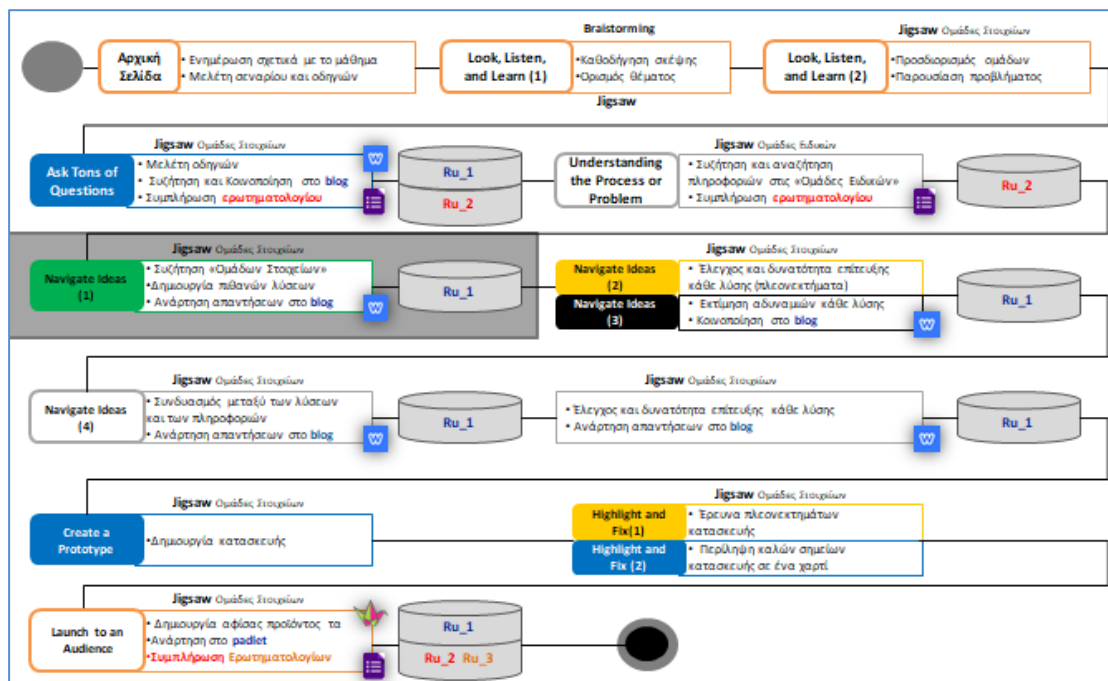 Braistorming
Jigsaw Ομάδες Στοιχείων
Αρχική
Σελίδα
• Ενημέρωση σχετικά με το μάθημα
• Μελέτη σεναρίου και οδηγιών
Look, Listen,
and Learn (1)
•Καθοδήγηση σκέψης
•Ορισμός θέματος
Look, Listen,
and Learn (2)
•Προσδιορισμός ομάδων
•Παρουσίαση προβλήματος
Jigsaw
Jigsaw Ομάδες Στοιχείων
Ask Tons of
Questions
• Μελέτη οδηγιών
• Συζήτηση και Κοινοποίηση στο blog
• Συμπλήρωση ερωτηματολογίου
Ru_1
Ru_2
Jigsaw Ομάδες Ειδικών
Understanding
the Process or
Problem
• Συζήτηση και αναζήτηση
πληροφοριών στις «Ομάδες Ειδικών»
• Συμπλήρωση ερωτηματολογίου
Ru_2
Jigsaw Ομάδες Στοιχείων
Navigate Ideas
(1)
• Συζήτηση «Ομάδων Στοιχείων»
•Δημιουργία πιθανών λύσεων
• Ανάρτηση απαντήσεων στο blog
Ru_1
Jigsaw Ομάδες Στοιχείων
Navigate Ideas
(2)
• Έλεγχος και δυνατότητα επίτευξης
κάθε λύσης (πλεονεκτήματα)
Navigate Ideas
(3)
• Εκτίμηση αδυναμιών κάθε λύσης
• Κοινοποίηση στο blog
Ru_1
Jigsaw Ομάδες Στοιχείων
Navigate Ideas
(4)
• Συνδυασμός μεταξύ των λύσεων
και των πληροφοριών
• Ανάρτηση απαντήσεων στο blog
Ru_1
Jigsaw Ομάδες Στοιχείων
• Έλεγχος και δυνατότητα επίτευξης κάθε λύσης
• Ανάρτηση απαντήσεων στο blog
Ru_1
Jigsaw Ομάδες Στοιχείων
Create a
Prototype
•Δημιουργία κατασκευής
Jigsaw Ομάδες Στοιχείων
Highlight and
Fix(1)
• Έρευνα πλεονεκτημάτων
κατασκευής
Highlight and
Fix (2)
• Περίληψη καλών σημείων
κατασκευής σε ένα χαρτί
Jigsaw Ομάδες Στοιχείων
Launch to an
Audience
• Δημιουργία αφίσας προϊόντος τα
•Ανάρτηση στο padlet
•Συμπλήρωση Ερωτηματολογίων
Ru_1
Ru_2 Ru_3